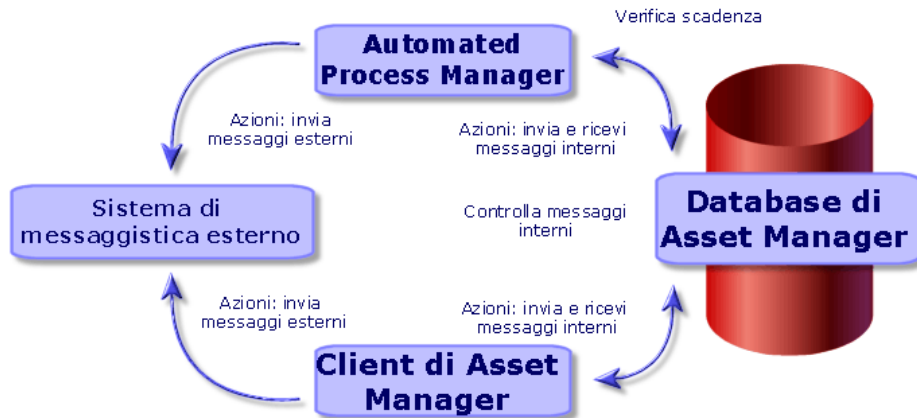 Verifica scadenza
Automated
Process Manager
Azioni: invia
messaggi esterni
Azioni: invia e ricevi
messaggi interni
Sistema di
messaggistica esterno
Controlla messaggi
interni
Database di
Asset Manager
Azioni: invia
messaggi esterni
Azioni: invia e ricevi
messaggi interni
Client di Asset
Manager